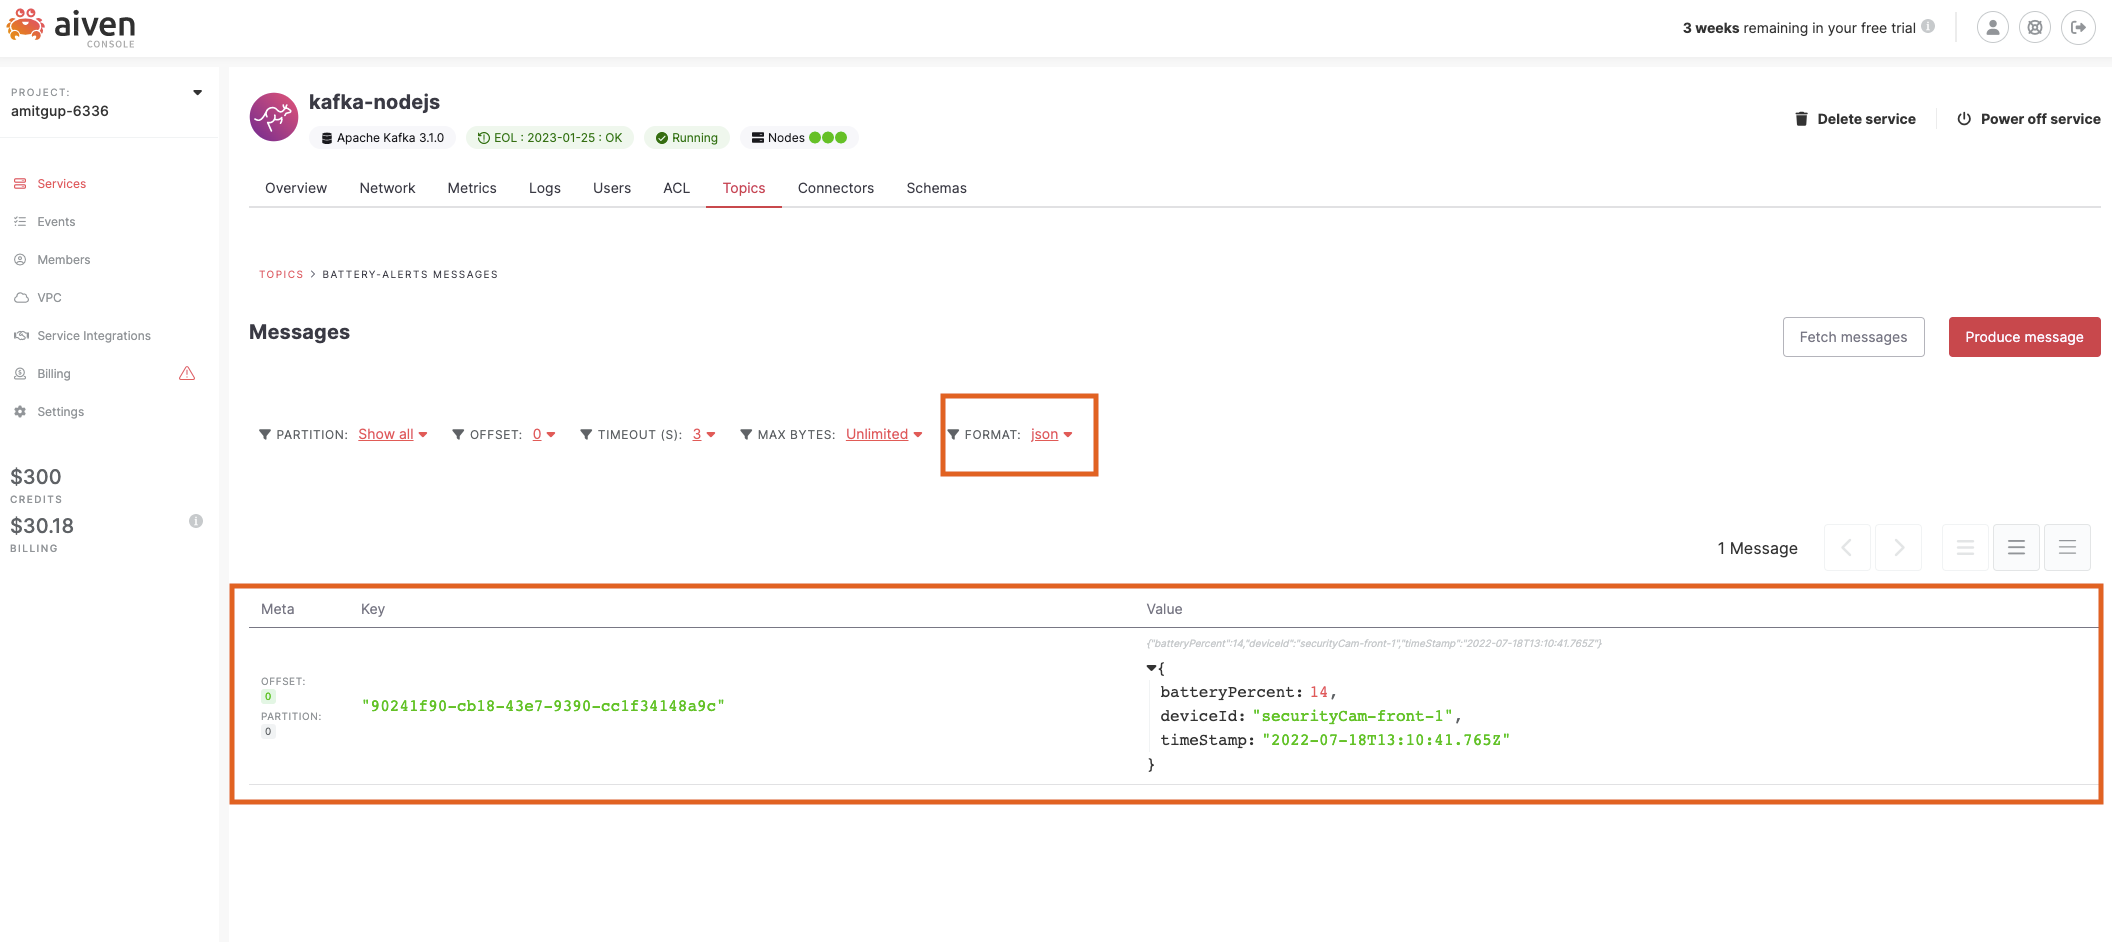 aiven
CONSOLE
3 weeks remaining in your free trial
PROJECT:
amitgup-6336
Services
Events
Members
VPC
Service Integrations
Billing
Settings
$300
CREDITS
$30.18
BILLING
kafka-nodejs
Apache Kafka 3.1.0
EOL : 2023-01-25 : OK
Running
Nodes
Delete service
Power off service
Overview
Network
Metrics
Logs
Users
ACL
Topics
Connectors
Schemas
TOPICS > BATTERY-ALERTS MESSAGES
Messages
Fetch messages
Produce message
PARTITION: Show all
OFFSET: 0
TIMEOUT (S): 3
MAX BYTES: Unlimited
FORMAT: json
1 Message
Meta
Key
Value
OFFSET:
0
PARTITION:
0
"90241f90-cb18-43e7-9390-cc1f34148a9c"
{"batteryPercent":14,"deviceId":"securityCam-front-1","timeStamp":"2022-07-18T13:10:41.765Z"}
{
batteryPercent: 14,
deviceId: "securityCam-front-1",
timeStamp: "2022-07-18T13:10:41.765Z"
}